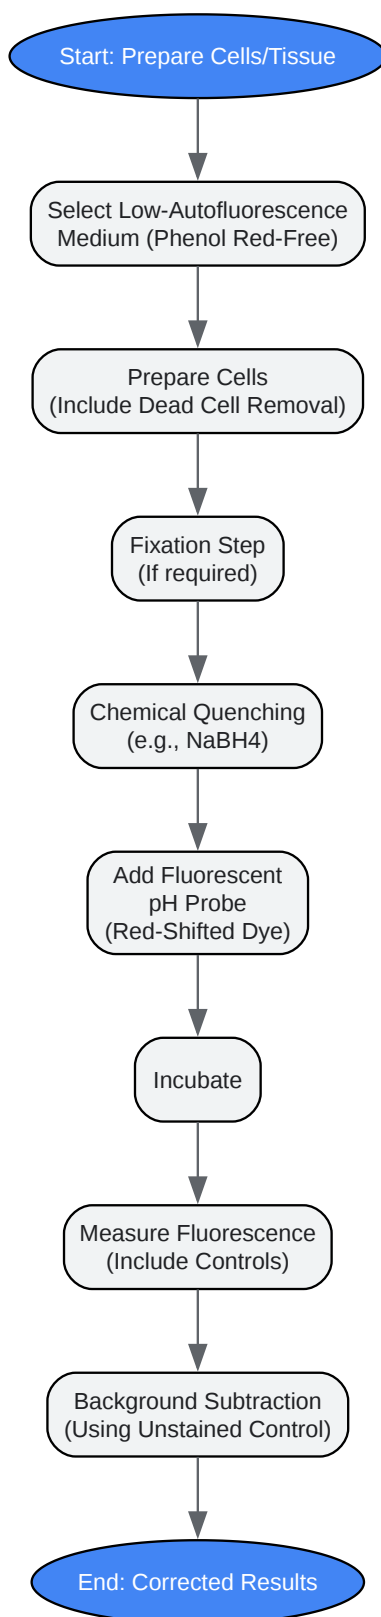 Start: Prepare Cells/Tissue
Select Low-Autofluorescence
Medium (Phenol Red-Free)
Prepare Cells
(Include Dead Cell Removal)
Fixation Step
(If required)
Chemical Quenching
(e.g., NaBH4)
Add Fluorescent
pH Probe
(Red-Shifted Dye)
Incubate
Measure Fluorescence
(Include Controls)
Background Subtraction
(Using Unstained Control)
End: Corrected Results